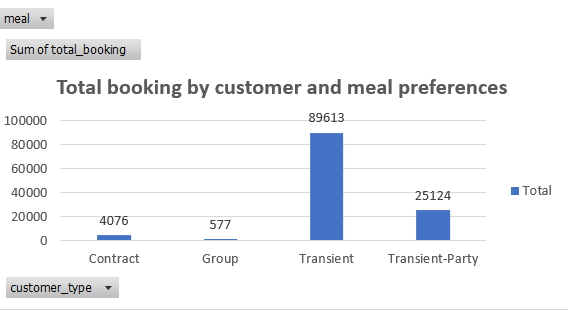 meal
Sum of total_booking
Total booking by customer and meal preferences
100000
80000
60000
40000
20000
0
4076
577
89613
25124
Contract
Group
Transient
Transient-Party
Total
customer_type